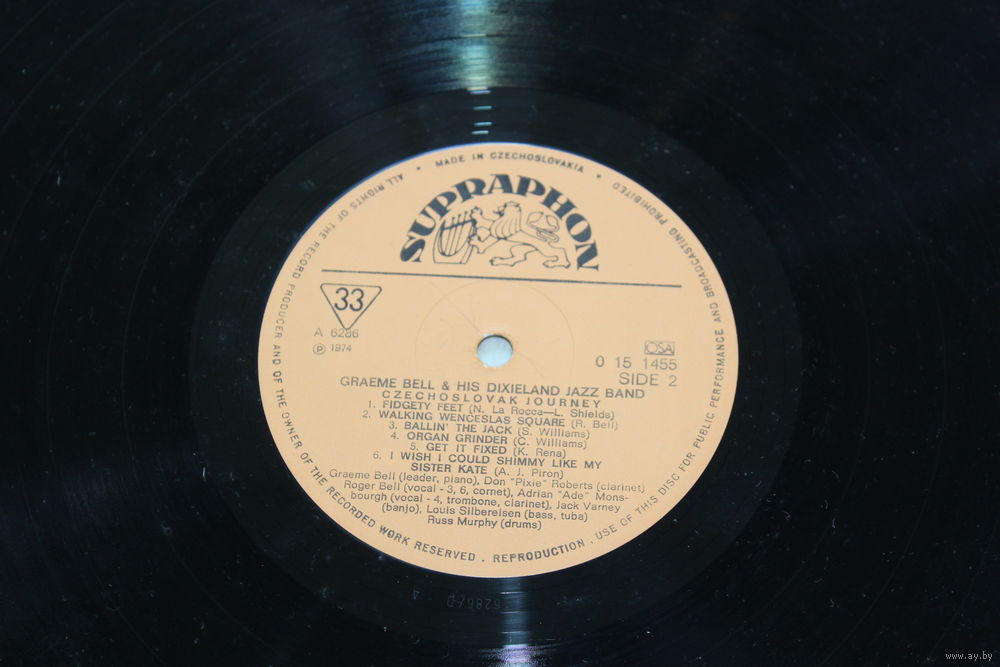 MADE IN CZECHOSLOVAKIA
ALL RIGHTS OF THE RECORD PRODUCER AND OF THE OWNER OF THE RECORDED WORK RESERVED . REPRODUCTION . USE OF THIS DISC FOR PUBLIC PERFORMANCE AND BROADCASTING PROHIBITED
SUPRAPHON
33
A 6286
Ⓟ 1974
OSA
0 15 1455
SIDE 2
GRAEME BELL & HIS DIXIELAND JAZZ BAND
CZECHOSLOVAK JOURNEY
1. FIDGETY FEET (N. La Rocca—L. Shields)
2. WALKING WENCESLAS SQUARE (R. Bell)
3. BALLIN' THE JACK (S. Williams)
4. ORGAN GRINDER (C. Williams)
5. GET IT FIXED (K. Rena)
6. I WISH I COULD SHIMMY LIKE MY
SISTER KATE (A. J. Piron)
Graeme Bell (leader, piano), Don "Pixie" Roberts (clarinet)
Roger Bell (vocal - 3, 6, cornet), Adrian "Ade" Mons-
bourgh (vocal - 4, trombone, clarinet), Jack Varney
(banjo), Louis Silbereisen (bass, tuba)
Russ Murphy (drums)
www.ay.by